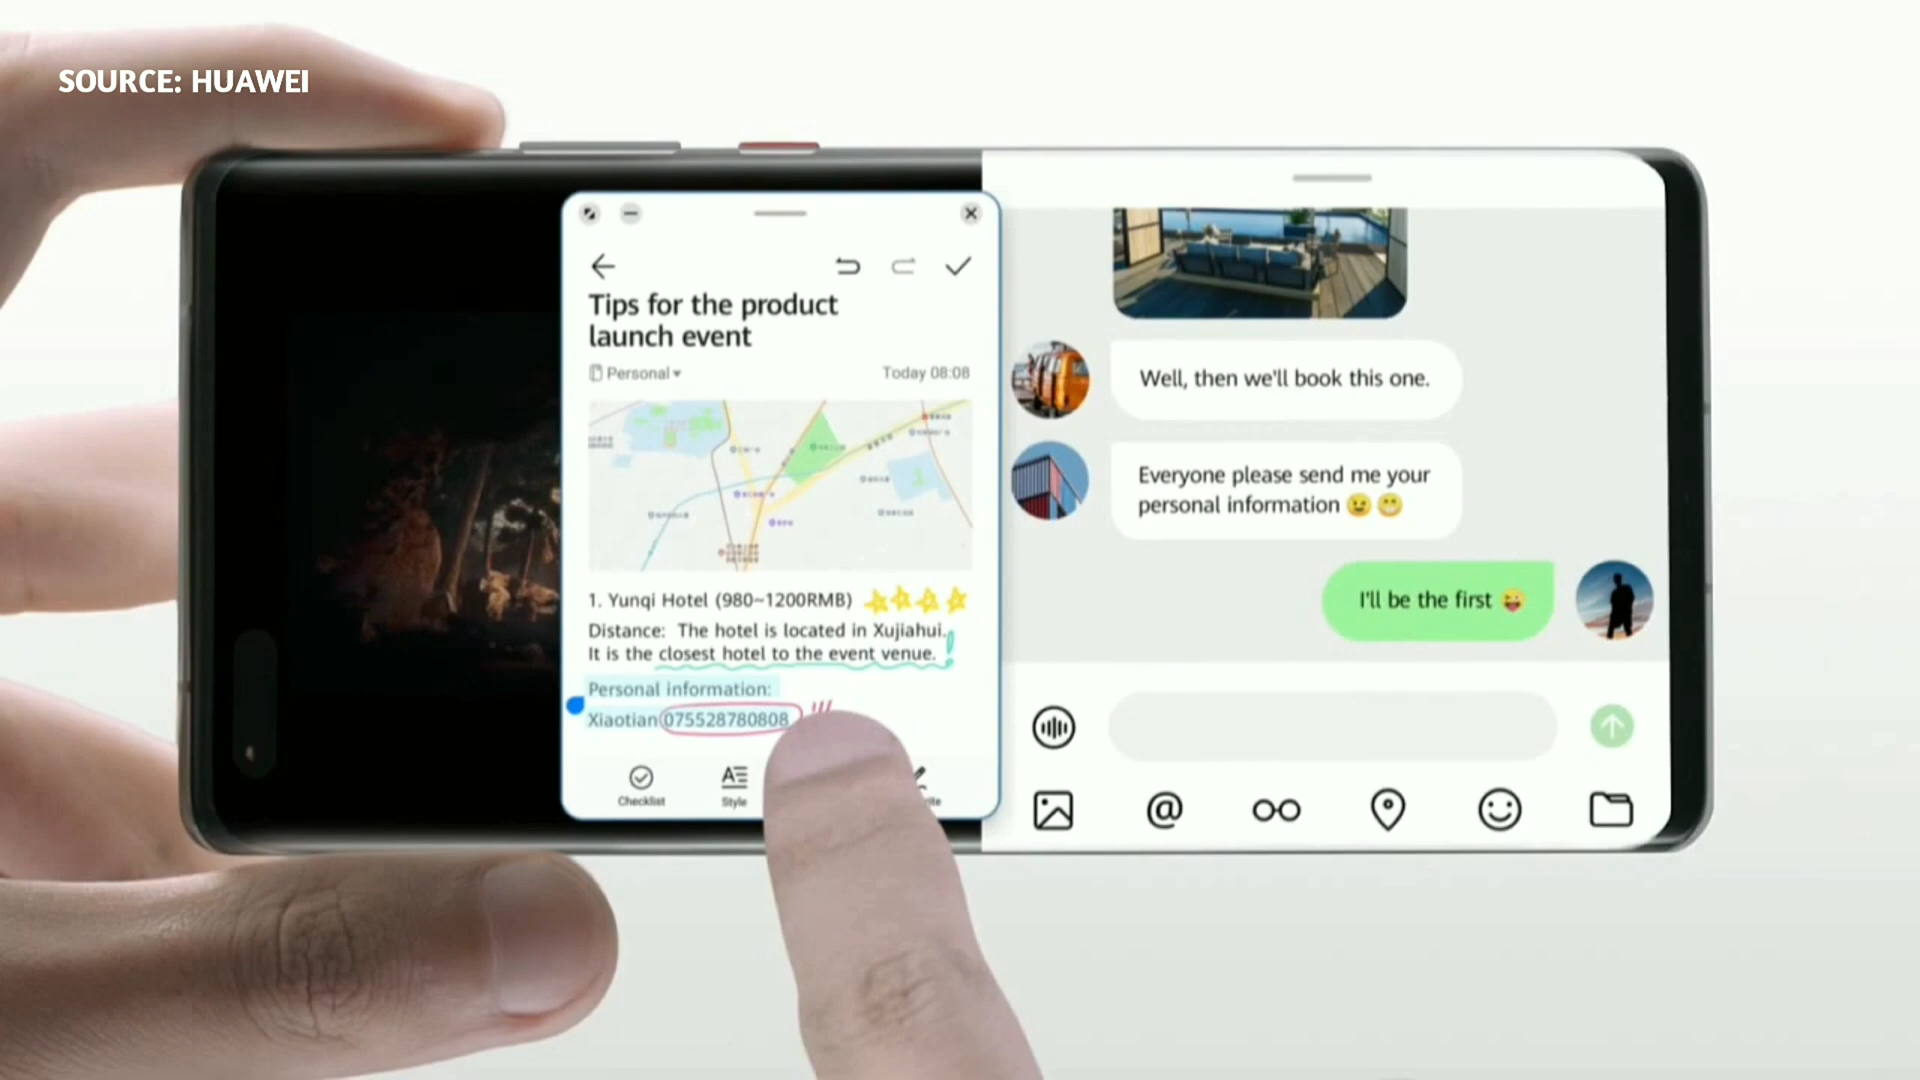 SOURCE: HUAWEI
Tips for the product
launch event
Personal
Today 08:08
1. Yunqi Hotel (980~1200RMB)
Distance: The hotel is located in Xujiahui.
It is the closest hotel to the event venue.
Personal information:
Xiaotian 075528780808
Checklist
Style
Well, then we'll book this one.
Everyone please send me your
personal information 😉😁
I'll be the first 😜